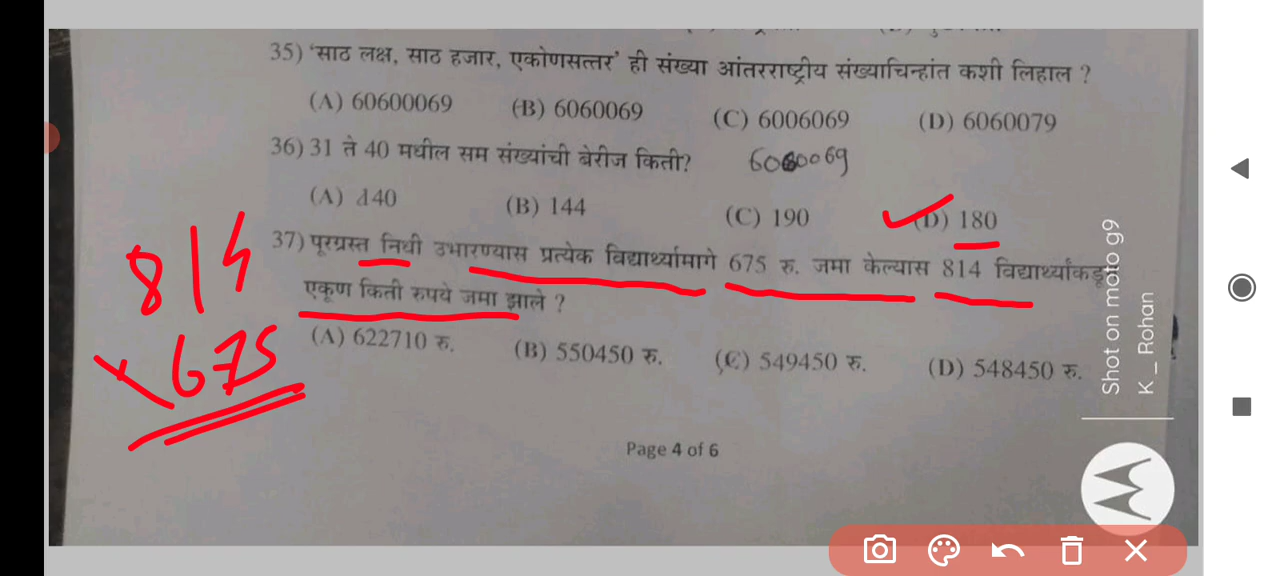 35) ‘साठ लक्ष, साठ हजार, एकोणसत्तर’ ही संख्या आंतरराष्ट्रीय संख्याचिन्हांत कशी लिहाल ?
(A) 60600069 (B) 6060069 (C) 6006069 (D) 6060079
36) 31 ते 40 मधील सम संख्यांची बेरीज किती? 6060069
(A) 140 (B) 144 (C) 190 (D) 180
37) पूरग्रस्त निधी उभारण्यास प्रत्येक विद्यार्थ्यामागे 675 रु. जमा केल्यास 814 विद्यार्थ्यांकडून
एकूण किती रुपये जमा झाले ?
(A) 622710 रु. (B) 550450 रु. (C) 549450 रु. (D) 548450 रु.
814
× 675
Page 4 of 6
Shot on moto g9
K _ Rohan